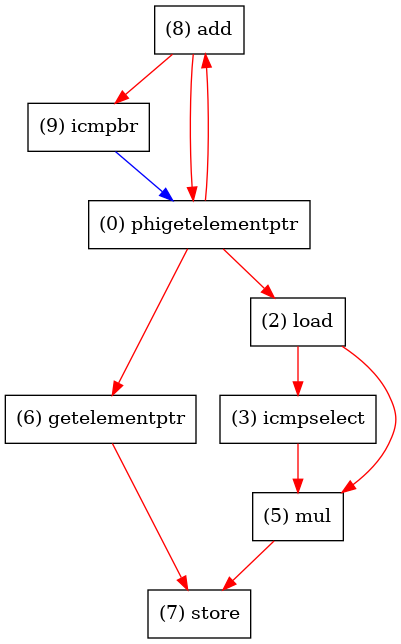 (8) add
(9) icmpbr
(0) phigetelementptr
(2) load
(6) getelementptr
(3) icmpselect
(5) mul
(7) store